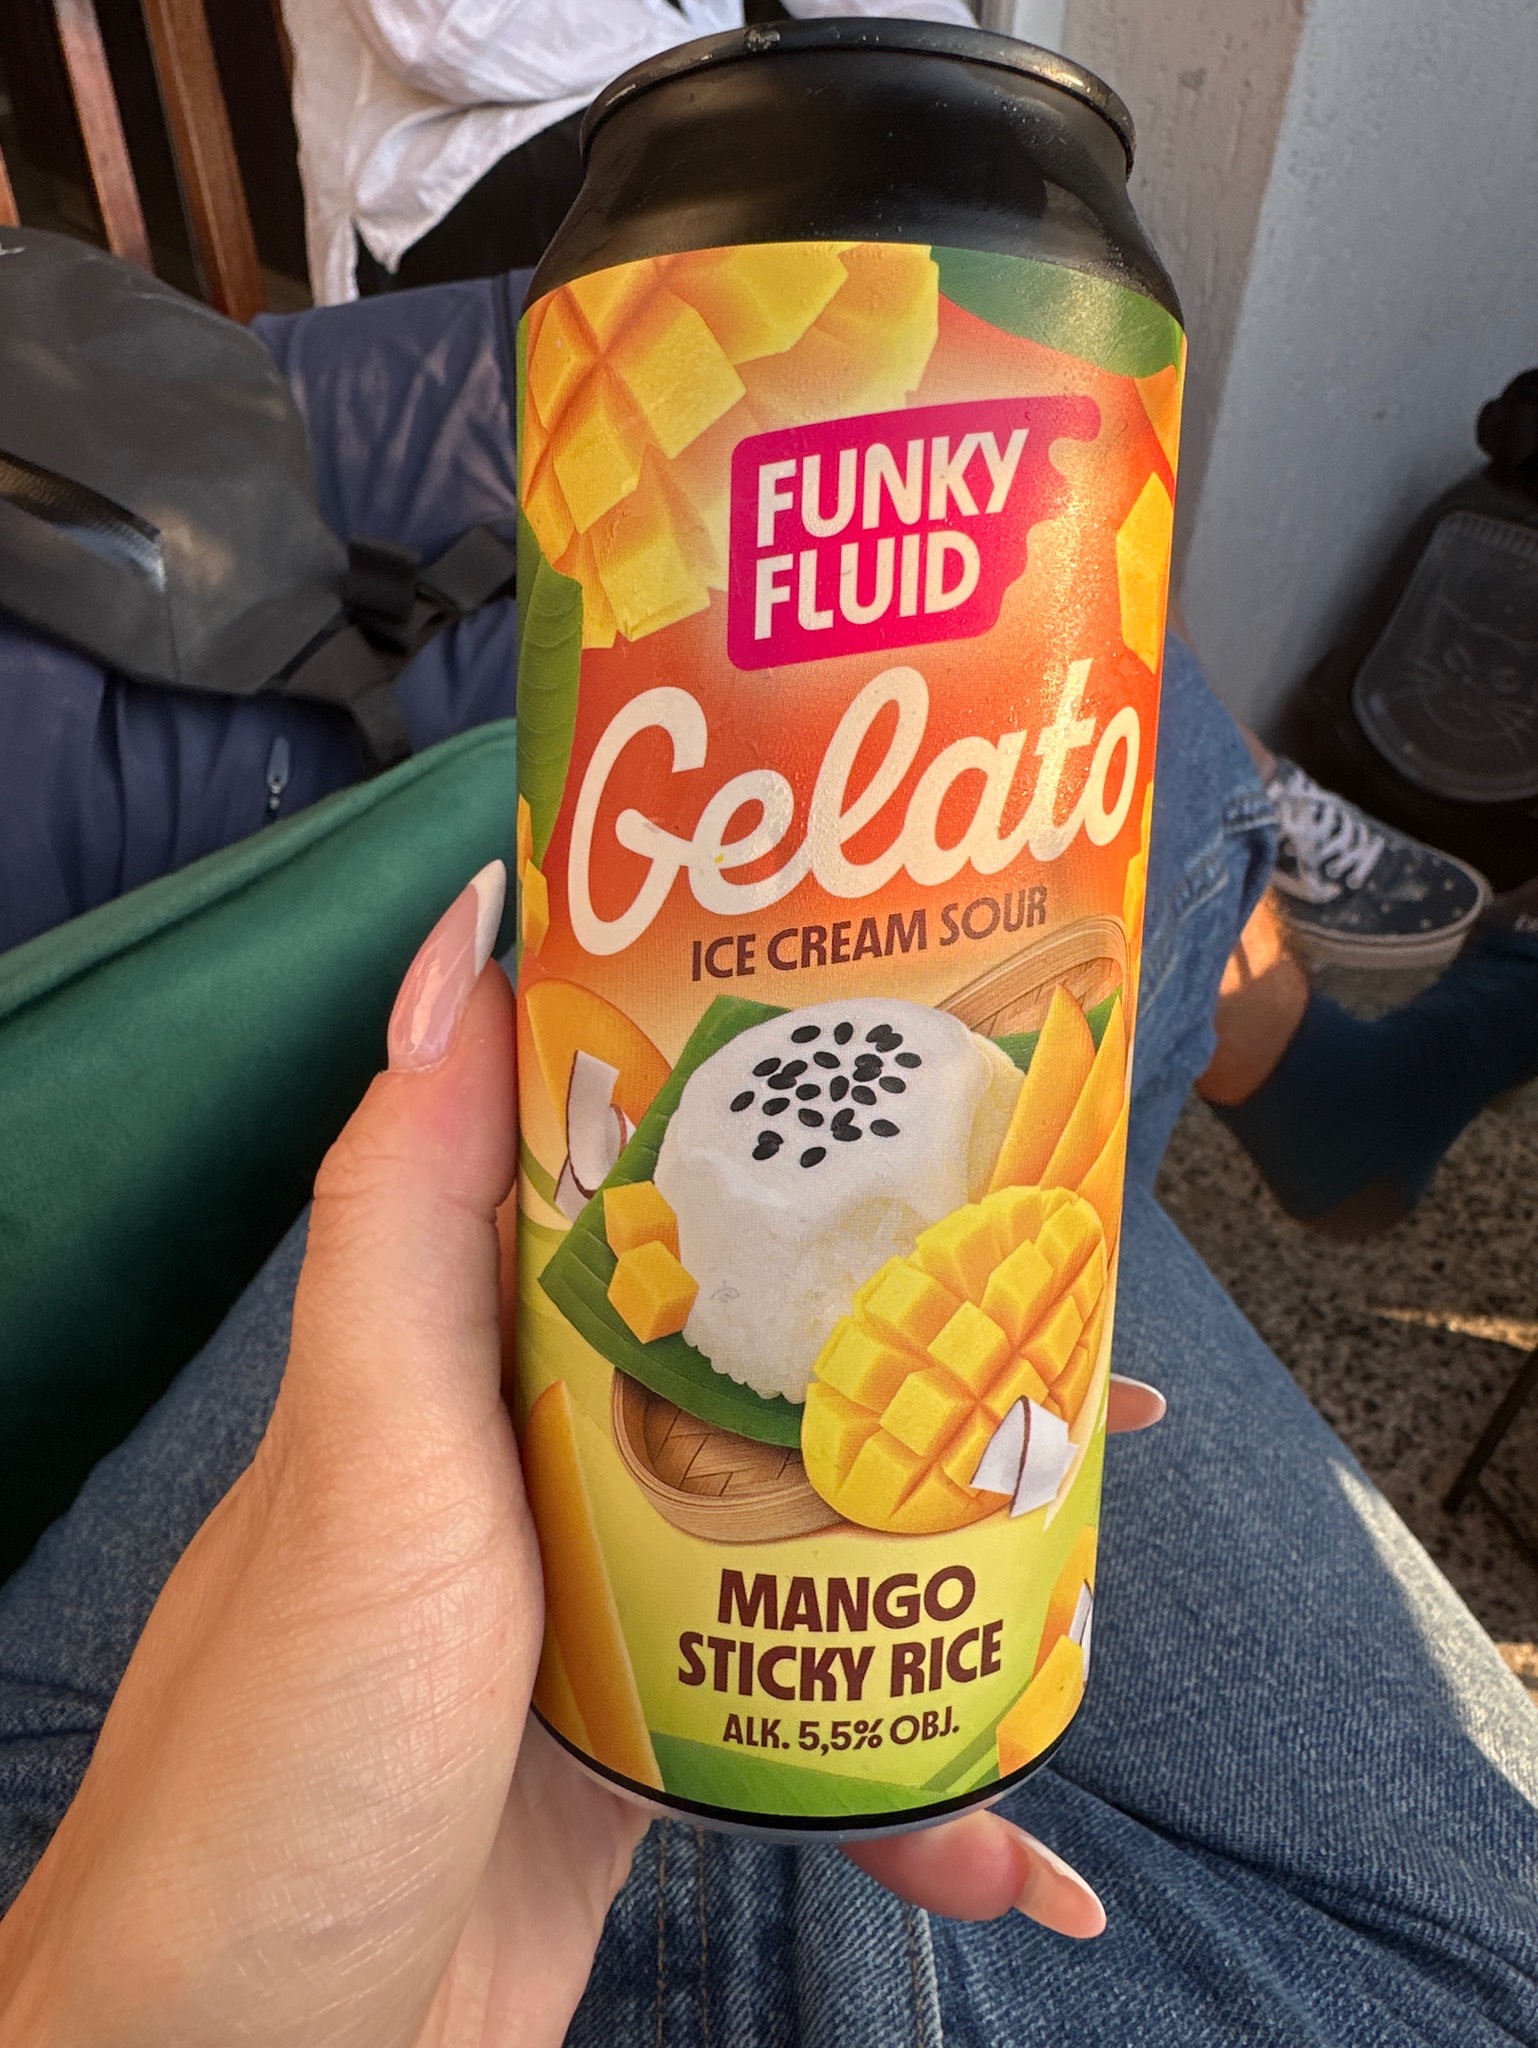 FUNKY
FLUID
Gelato
ICE CREAM SOUR
MANGO
STICKY RICE
ALK. 5,5% OBJ.